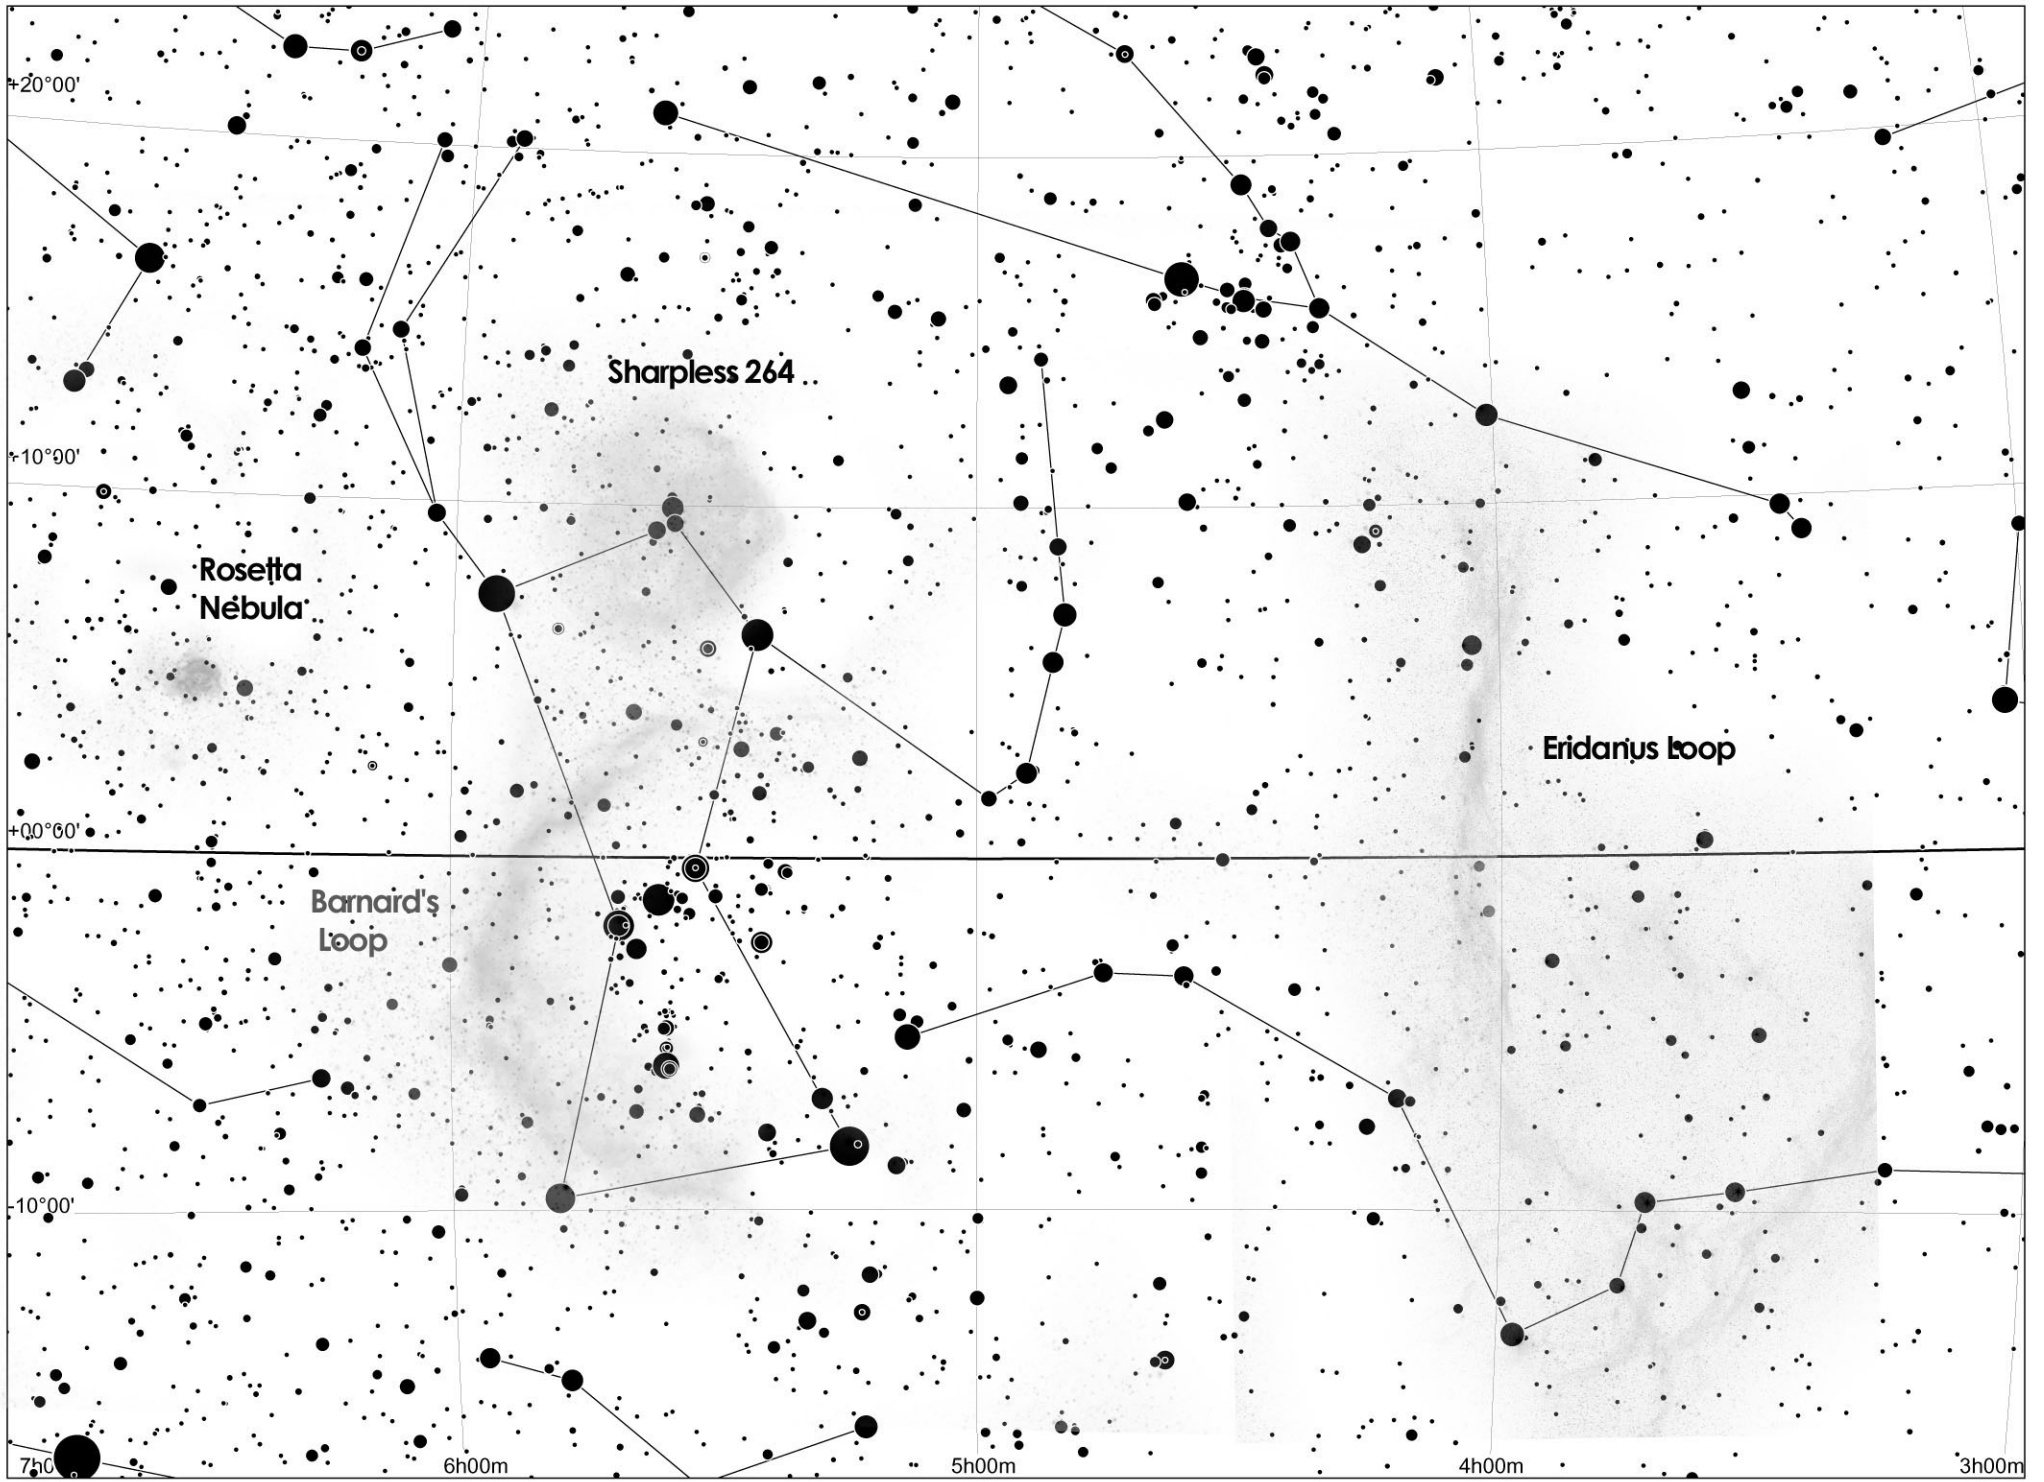 +20°00'
Sharpless 264
+10°00'
Rosetta
Nebula
Eridanus Loop
+00°00'
Barnard's
Loop
-10°00'
7h0
6h00m
5h00m
4h00m
3h00m